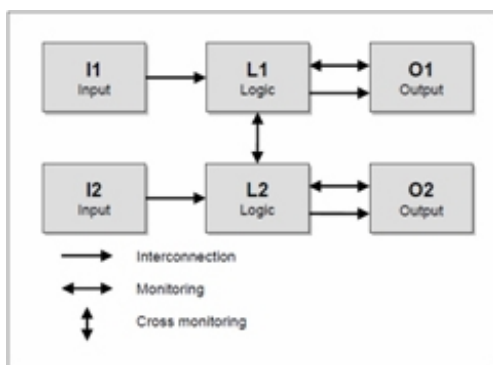 I1
Input
L1
Logic
O1
Output
I2
Input
L2
Logic
O2
Output
Interconnection
Monitoring
Cross monitoring